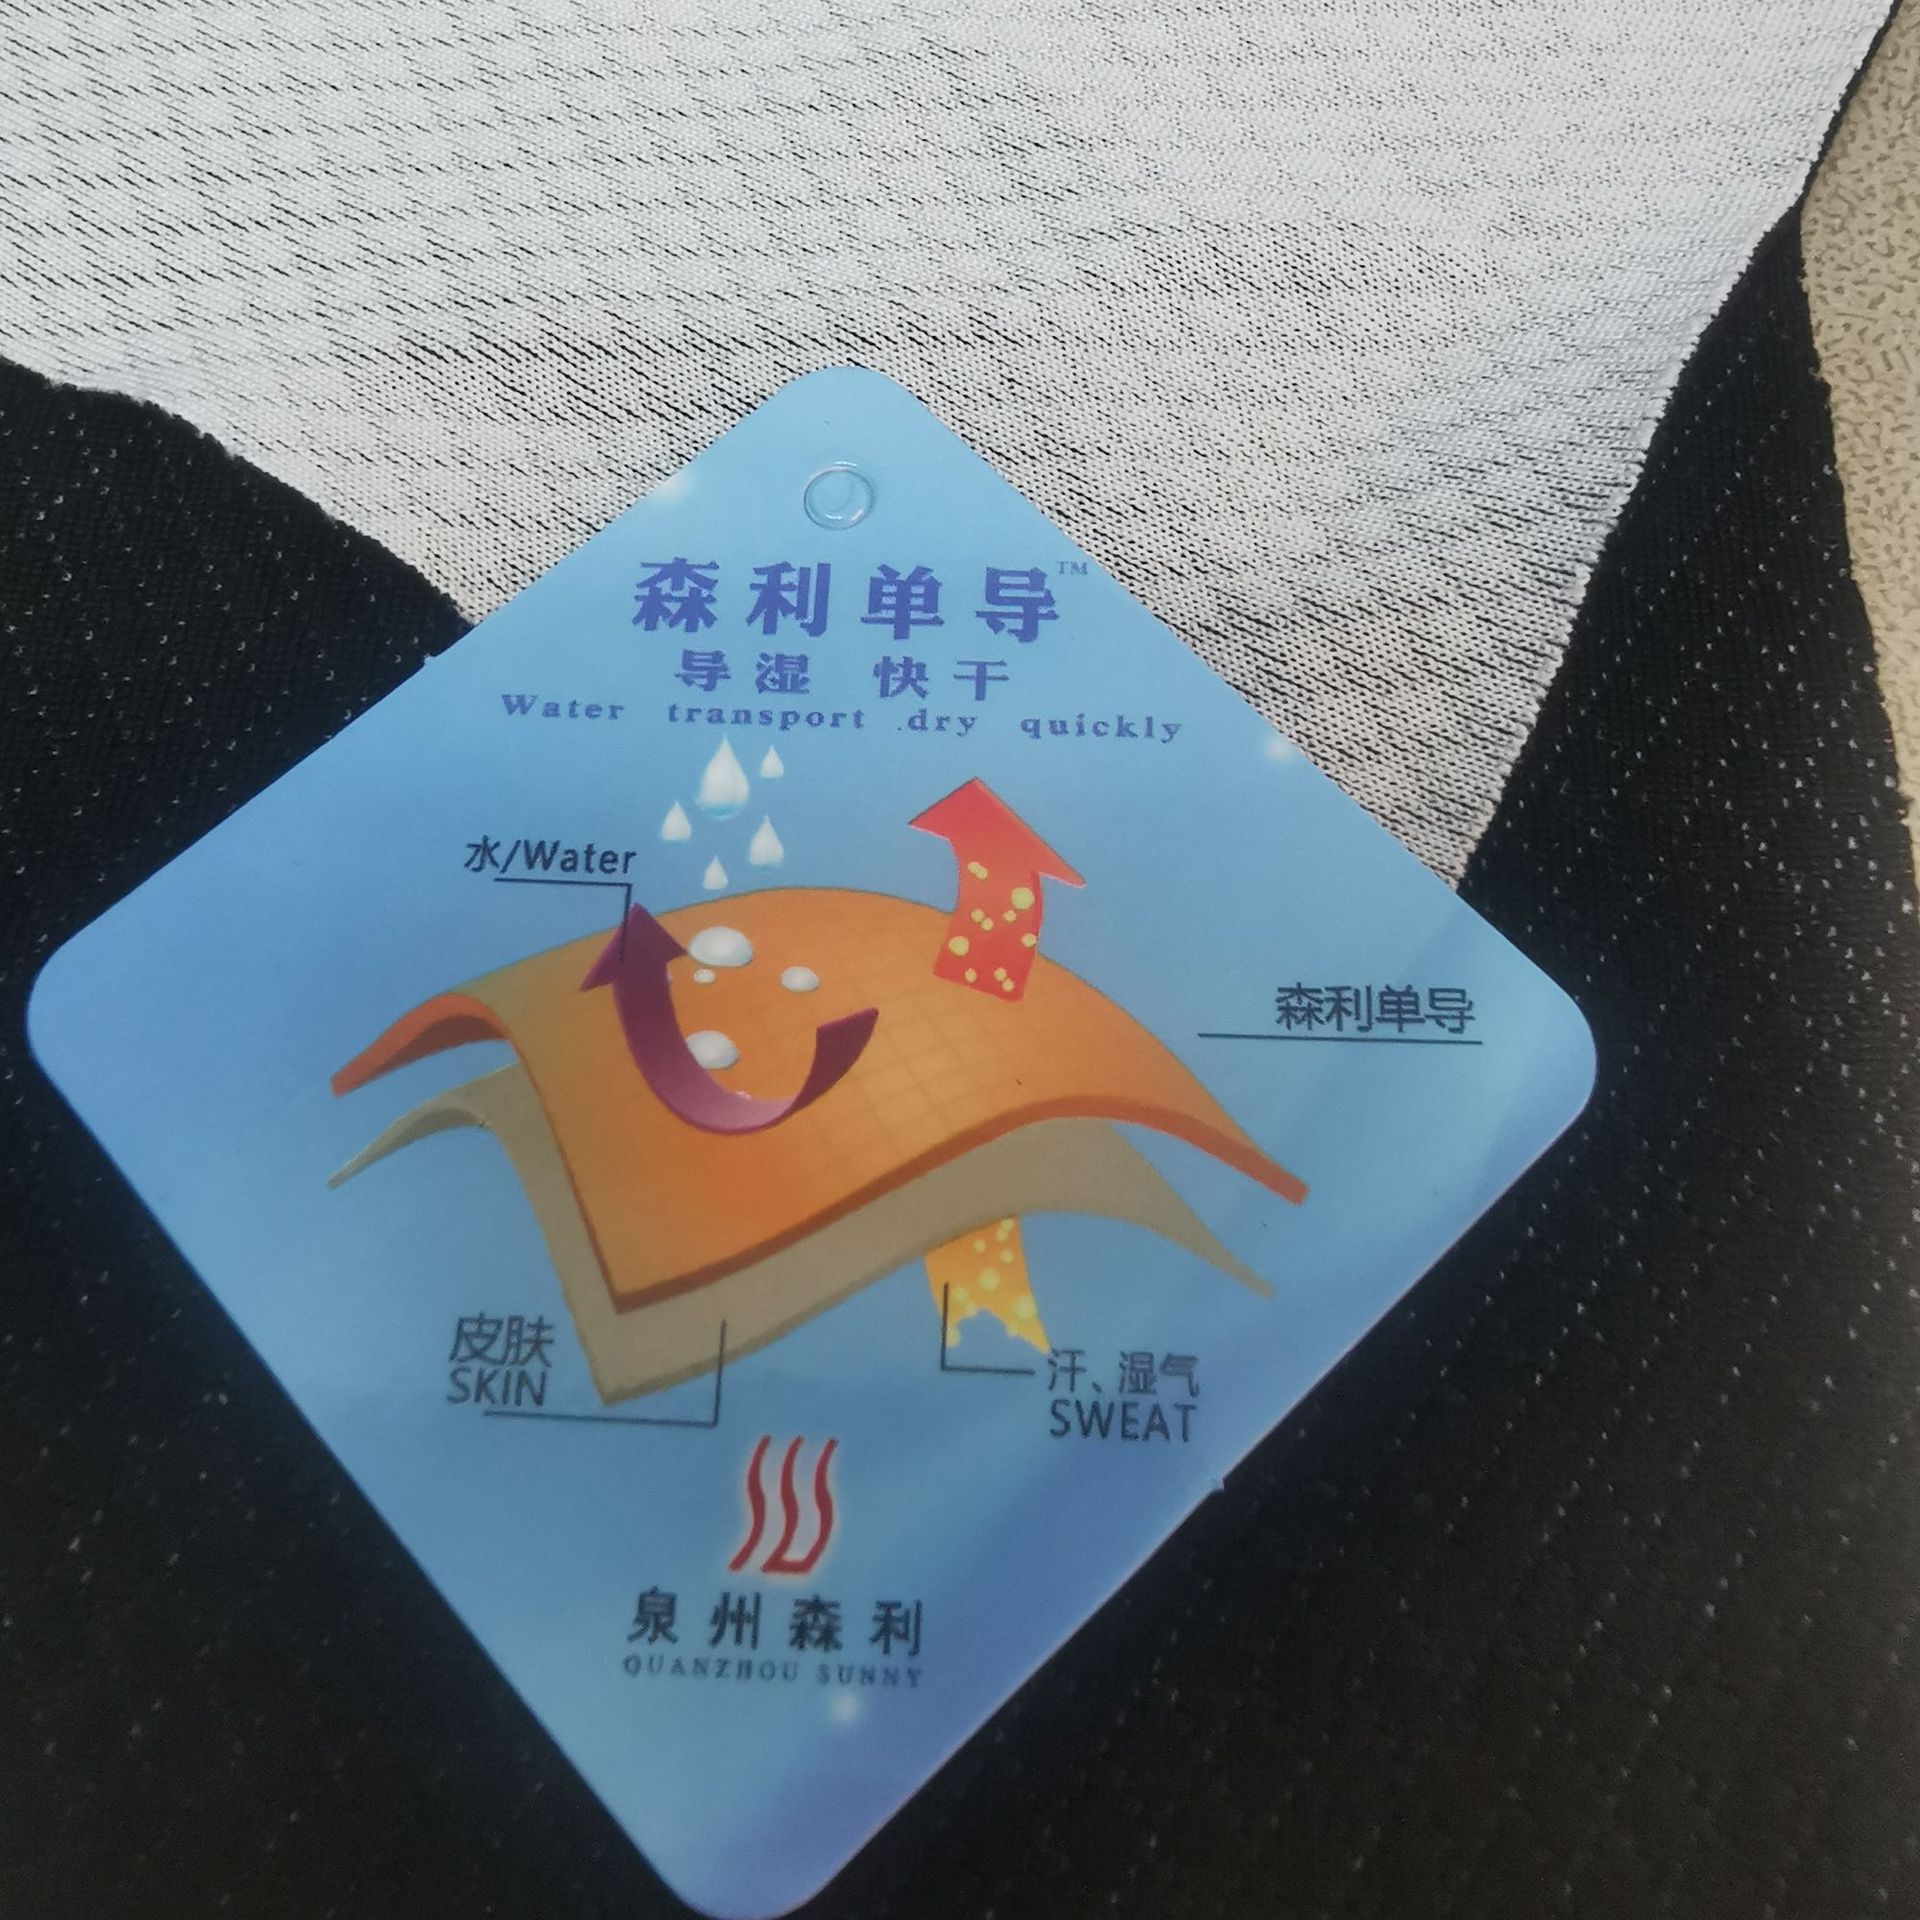 森利单导™
导湿 快干
Water transport .dry quickly
水/Water
森利单导
皮肤
SKIN
汗、湿气
SWEAT
泉州森利
QUANZHOU SUNNY